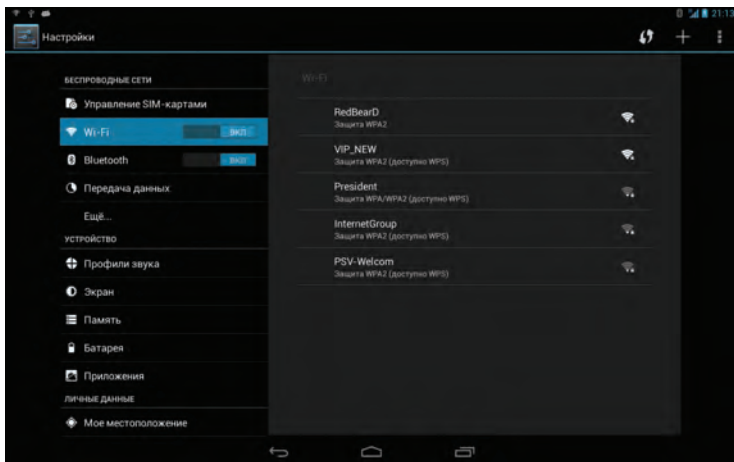 21:13
Настройки
БЕСПРОВОДНЫЕ СЕТИ
Управление SIM-картами
Wi-Fi ВКЛ
Bluetooth ВКЛ
Передача данных
Ещё...
УСТРОЙСТВО
Профили звука
Экран
Память
Батарея
Приложения
ЛИЧНЫЕ ДАННЫЕ
Мое местоположение
Wi-Fi
RedBearD
Защита WPA2
VIP_NEW
Защита WPA2 (доступно WPS)
President
Защита WPA/WPA2 (доступно WPS)
InternetGroup
Защита WPA2 (доступно WPS)
PSV-Welcom
Защита WPA2 (доступно WPS)